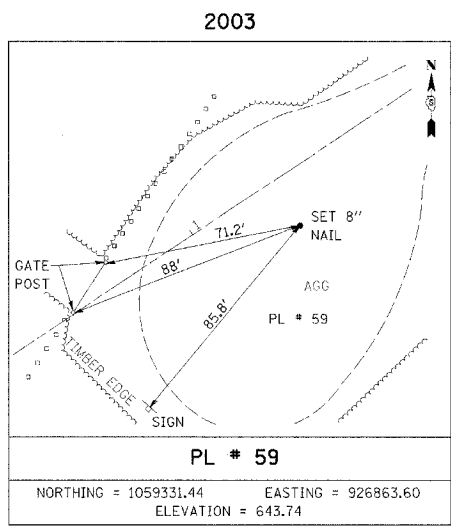 2003
N
S
SET 8"
NAIL
71.2'
88'
85.8'
GATE
POST
AGG
PL # 59
TIMBER EDGE
SIGN
PL # 59
NORTHING = 1059331.44 EASTING = 926863.60
ELEVATION = 643.74